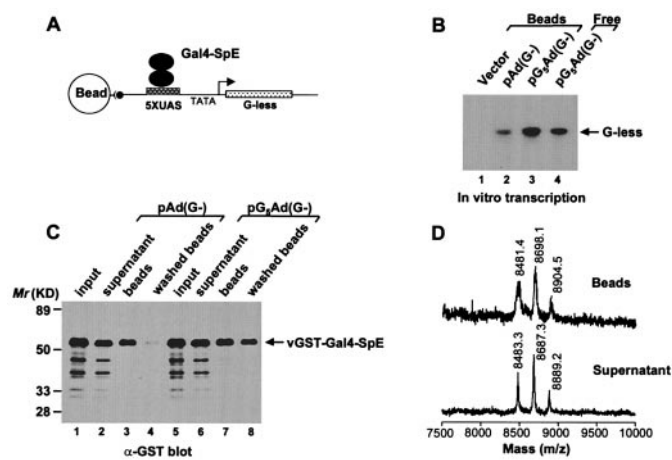 A
Gal4-SpE
Bead
5XUAS
TATA
G-less
B
Beads
Free
Vector
pAd(G-)
pG5Ad(G-)
pG5Ad(G-)
G-less
1 2 3 4
In vitro transcription
C
pAd(G-)
pG5Ad(G-)
input
supernatant
beads
washed beads
input
supernatant
beads
washed beads
Mr(KD)
89
50
33
28
vGST-Gal4-SpE
1 2 3 4 5 6 7 8
α-GST blot
D
8481.4
8698.1
8904.5
Beads
8483.3
8687.3
8889.2
Supernatant
7500 8000 8500 9000 9500 10000
Mass (m/z)